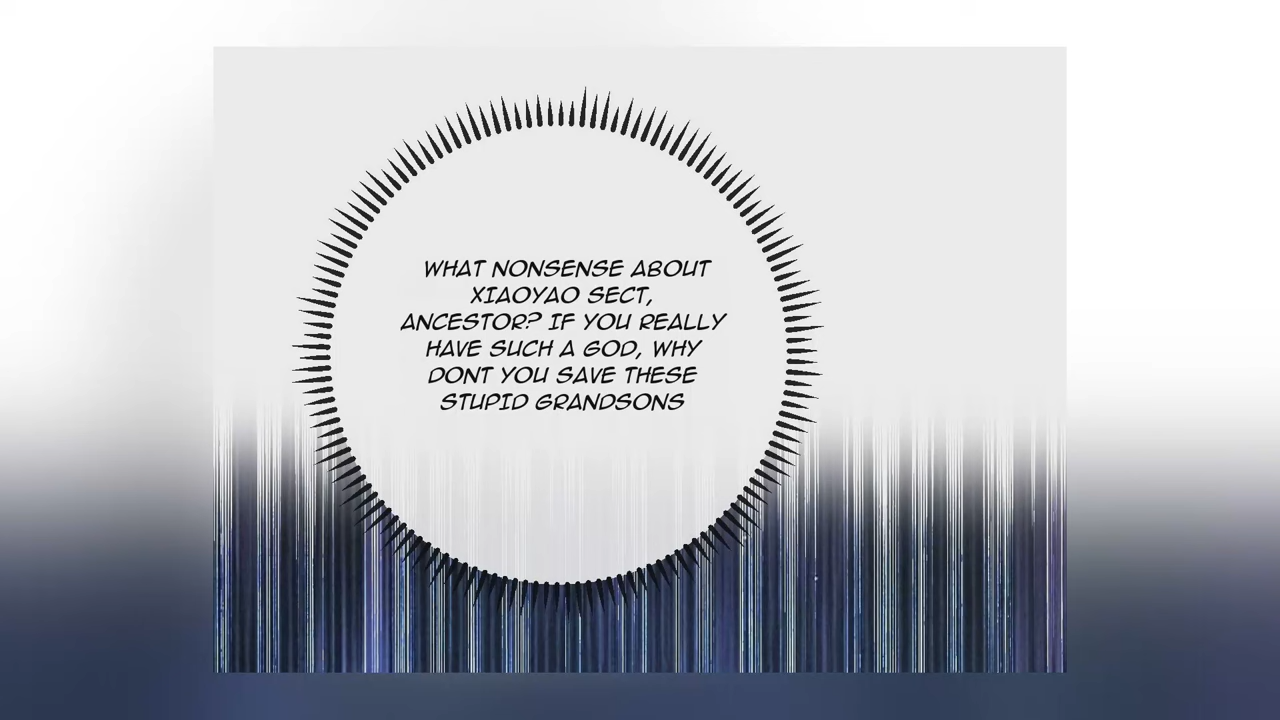 WHAT NONSENSE ABOUT
XIAOYAO SECT,
ANCESTOR? IF YOU REALLY
HAVE SUCH A GOD, WHY
DONT YOU SAVE THESE
STUPID GRANDSONS